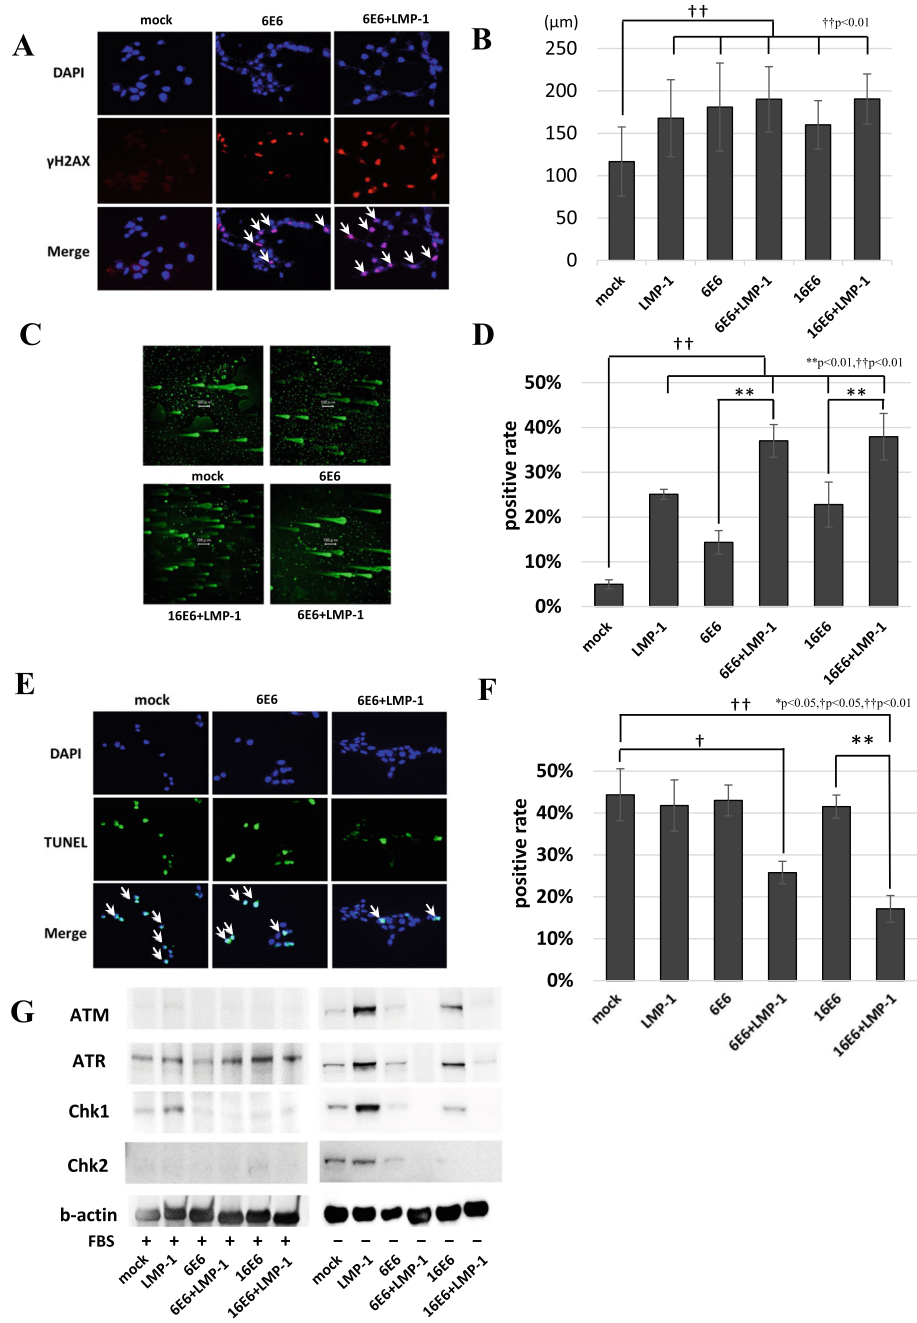 A
mock
6E6
6E6+LMP-1
DAPI
γH2AX
Merge
B
(μm)
††
††p<0.01
250
200
150
100
50
0
mock
LMP-1
6E6
6E6+LMP-1
16E6
16E6+LMP-1
C
mock
6E6
16E6+LMP-1
6E6+LMP-1
D
††
**p<0.01,††p<0.01
**
**
positive rate
50%
40%
30%
20%
10%
0%
mock
LMP-1
6E6
6E6+LMP-1
16E6
16E6+LMP-1
E
mock
6E6
6E6+LMP-1
DAPI
TUNEL
Merge
F
††
*p<0.05,†p<0.05,††p<0.01
†
**
positive rate
50%
40%
30%
20%
10%
0%
mock
LMP-1
6E6
6E6+LMP-1
16E6
16E6+LMP-1
G
ATM
ATR
Chk1
Chk2
b-actin
FBS + + + + + + − − − − − −
mock
LMP-1
6E6
6E6+LMP-1
16E6
16E6+LMP-1
mock
LMP-1
6E6
6E6+LMP-1
16E6
16E6+LMP-1